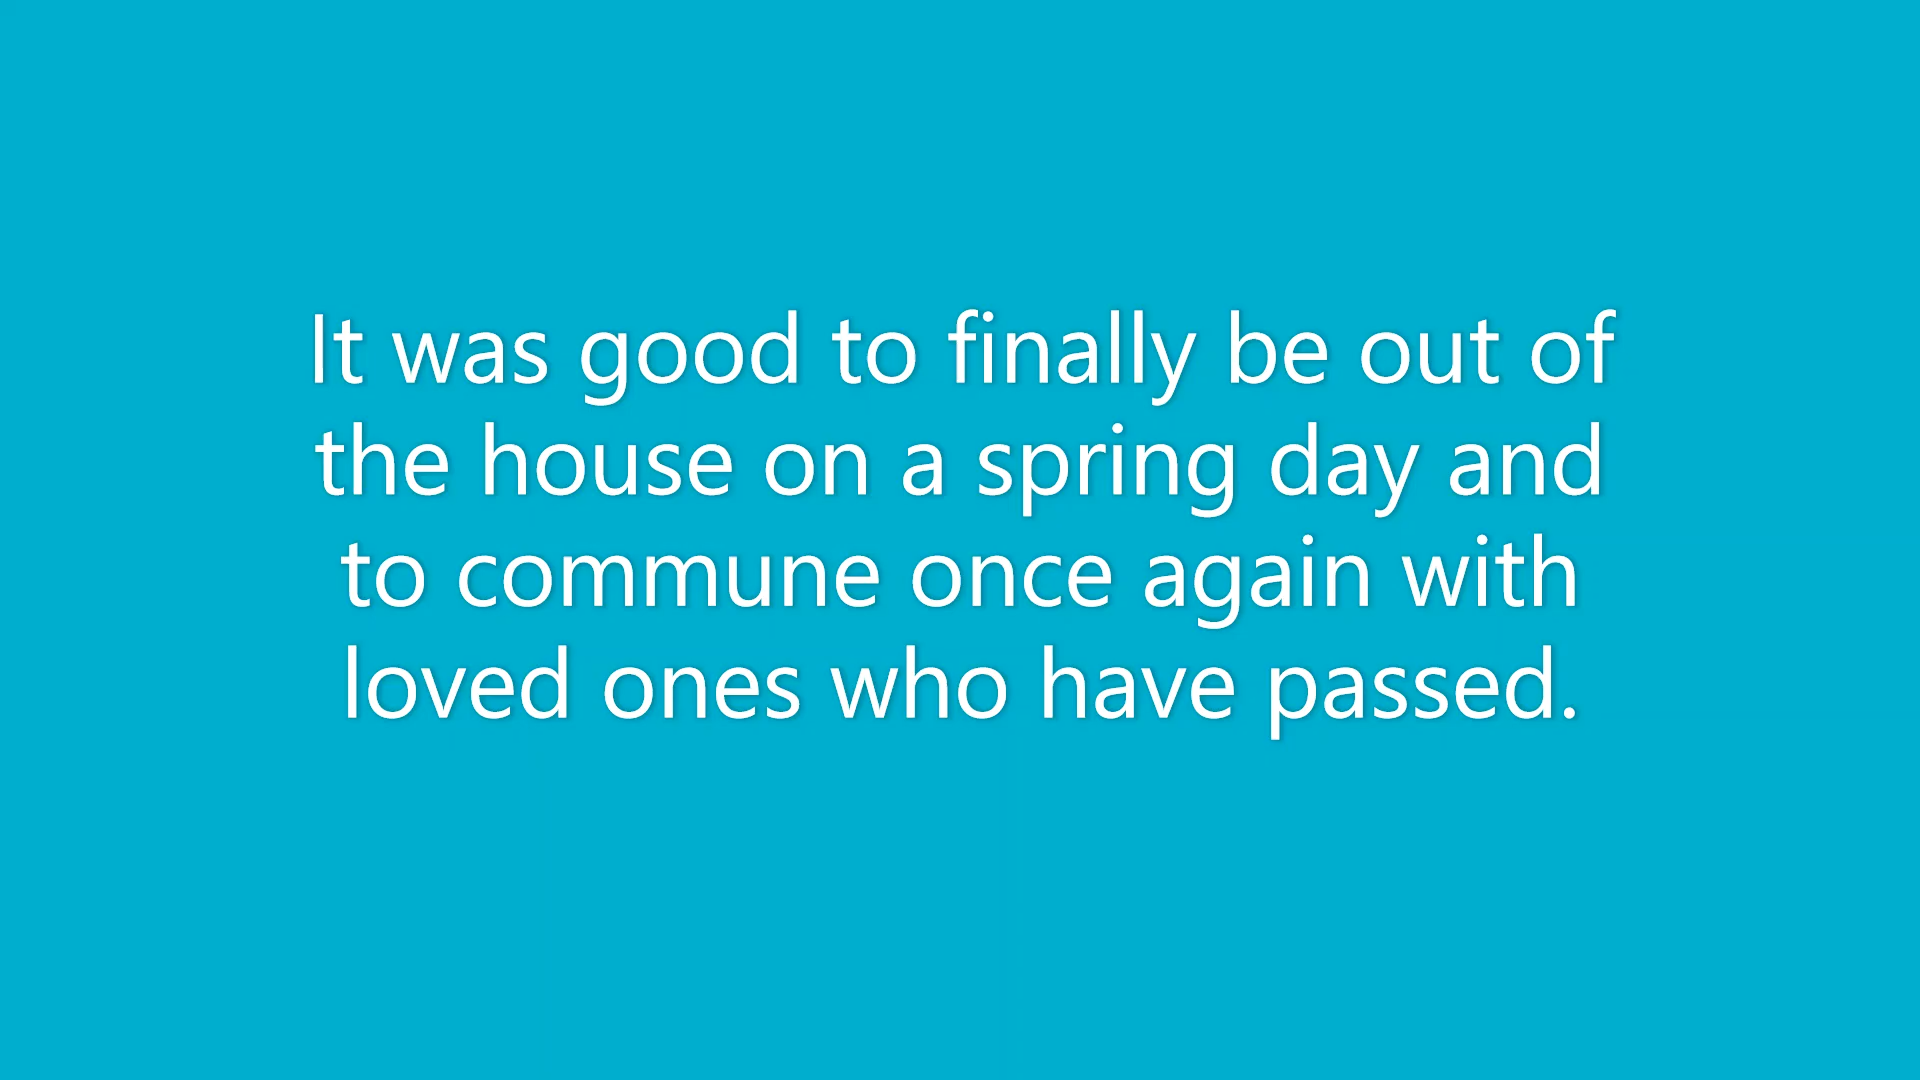 It was good to finally be out of
the house on a spring day and
to commune once again with
loved ones who have passed.